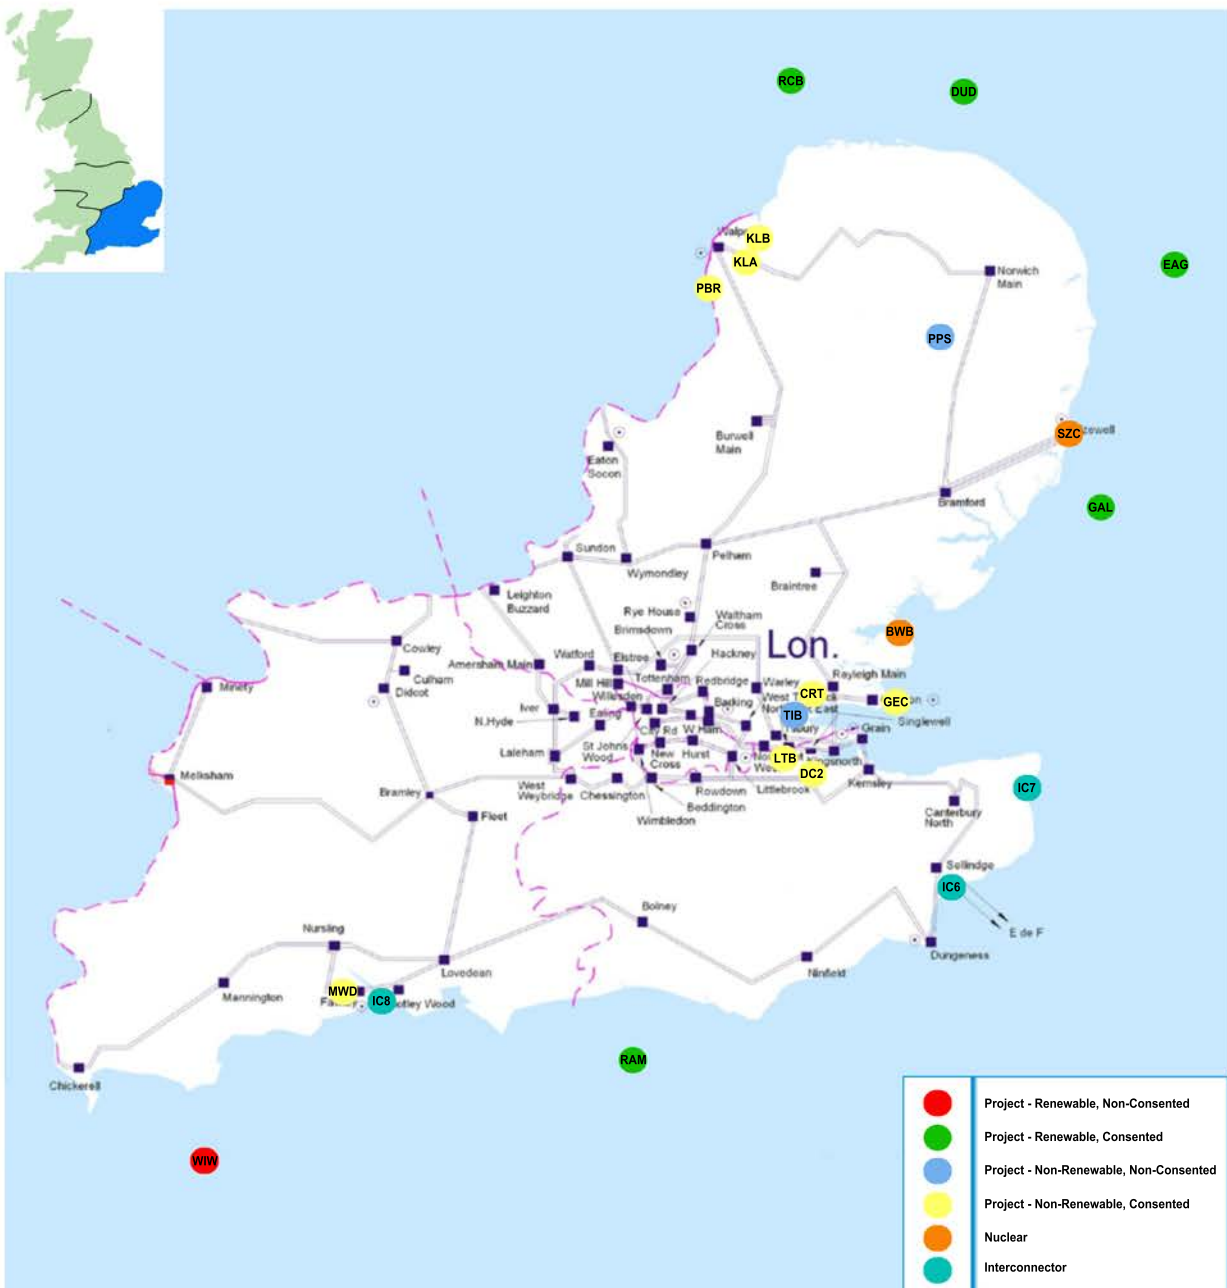 RCB
DUD
KLB
KLA
EAG
PBR
Norwich
Main
PPS
SZC
Burwell
Main
Eaton
Socon
Bramford
GAL
Sundon
Pelham
Wymondley
Braintree
Leighton
Buzzard
Rye House
Waltham
Cross
Brimsdown
BWB
Lon.
Cowley
Hackney
Watford
Elstree
Amersham Main
Culham
Tottenham
Rayleigh Main
Mill Hill
Redbridge
Warley
Minety
Didcot
CRT
Willesden
Barking
GEC
Iver
TIB
N.Hyde
Ealing
City Rd
W.Ham
Singlewell
Grain
St Johns
Wood
New
Cross
Hurst
Laleham
LTB
Melksham
DC2
Kemsley
West
Weybridge
Chessington
Rowdown
Littlebrook
IC7
Bramley
Beddington
Canterbury
North
Fleet
Wimbledon
Sellindge
IC6
Bolney
E de F
Nursling
Dungeness
Lovedean
Ninfield
Mannington
MWD
IC8
RAM
Chickerell
WIW
Project - Renewable, Non-Consented
Project - Renewable, Consented
Project - Non-Renewable, Non-Consented
Project - Non-Renewable, Consented
Nuclear
Interconnector